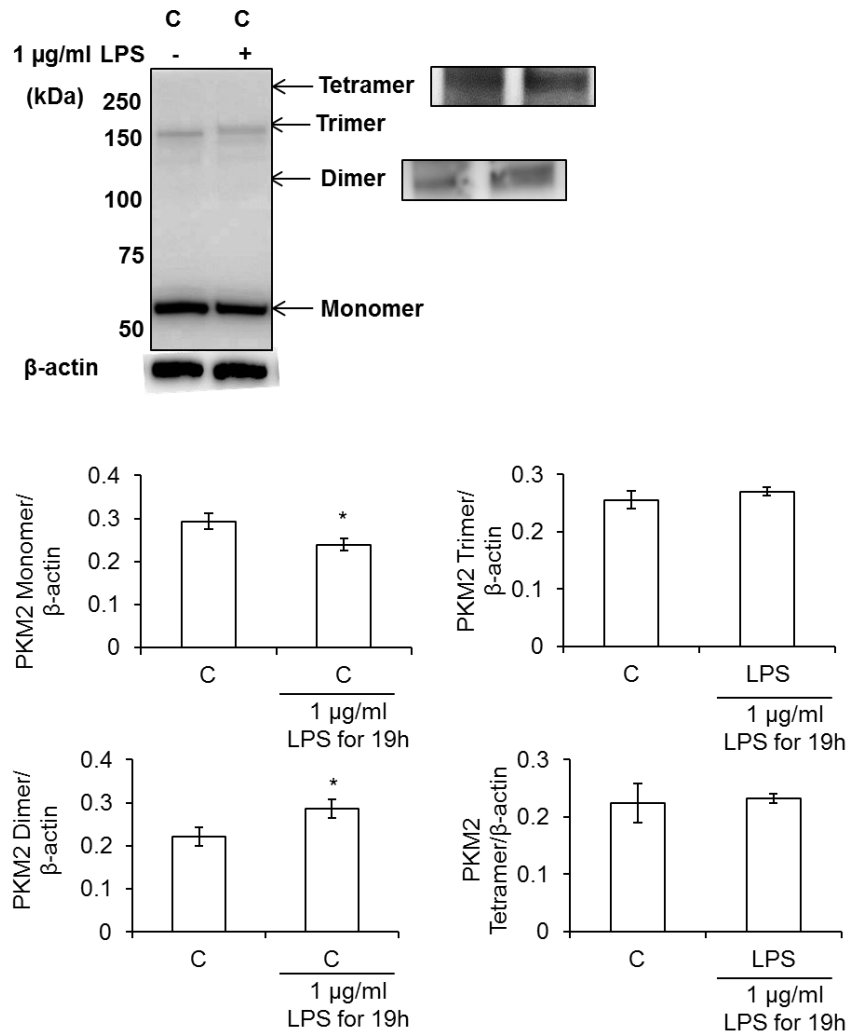 C C
1 µg/ml LPS - +
(kDa)
250
150
100
75
50
Tetramer
Trimer
Dimer
Monomer
β-actin
PKM2 Monomer/
β-actin
0.4
0.3
0.2
0.1
0
*
C C
1 µg/ml
LPS for 19h
PKM2 Trimer/
β-actin
0.3
0.2
0.1
0
C LPS
1 µg/ml
LPS for 19h
PKM2 Dimer/
β-actin
0.4
0.3
0.2
0.1
0
*
C C
1 µg/ml
LPS for 19h
PKM2
Tetramer/β-actin
0.3
0.2
0.1
0
C LPS
1 µg/ml
LPS for 19h